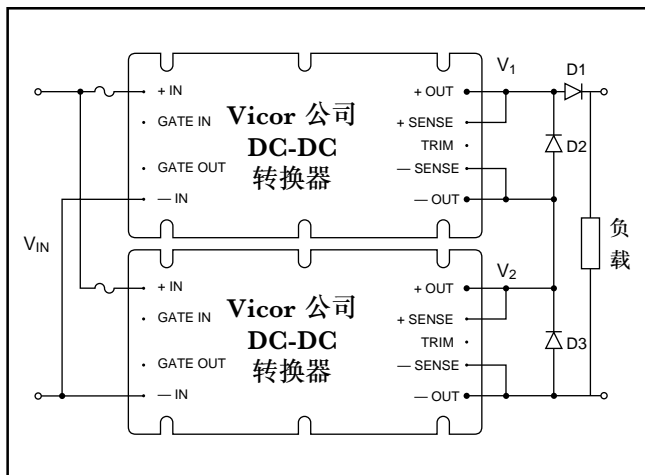 V1
D1
+ IN
+ OUT
Vicor 公司
GATE IN
+ SENSE
DC-DC
TRIM
D2
GATE OUT
— SENSE
转换器
— IN
— OUT
VIN
负
载
V2
+ IN
+ OUT
Vicor 公司
GATE IN
+ SENSE
DC-DC
TRIM
D3
GATE OUT
— SENSE
转换器
— IN
— OUT